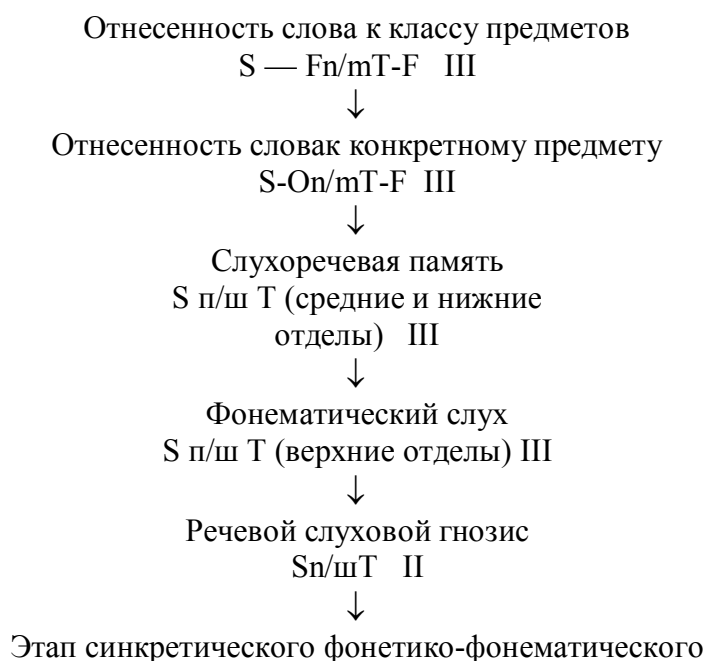 Отнесенность слова к классу предметов
S — Fn/mT-F III
↓
Отнесенность словак конкретному предмету
S-On/mT-F III
↓
Слухоречевая память
S п/ш Т (средние и нижние
отделы) III
↓
Фонематический слух
S п/ш Т (верхние отделы) III
↓
Речевой слуховой гнозис
Sn/шТ II
↓
Этап синкретического фонетико-фонематического